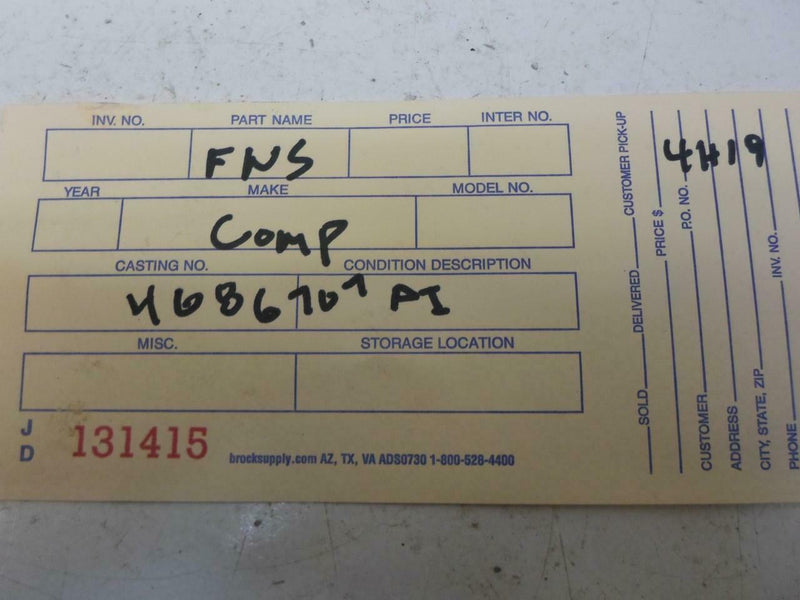 INV. NO. PART NAME PRICE INTER NO.
FNS
YEAR MAKE MODEL NO.
Comp
CASTING NO. CONDITION DESCRIPTION
4686707 AI
MISC. STORAGE LOCATION
J
D
131415
brocksupply.com AZ, TX, VA ADS0730 1-800-528-4400
SOLD DELIVERED CUSTOMER PICK-UP
PRICE $
P.O. NO. 4H19
CUSTOMER
ADDRESS
CITY, STATE, ZIP
PHONE INV. NO.